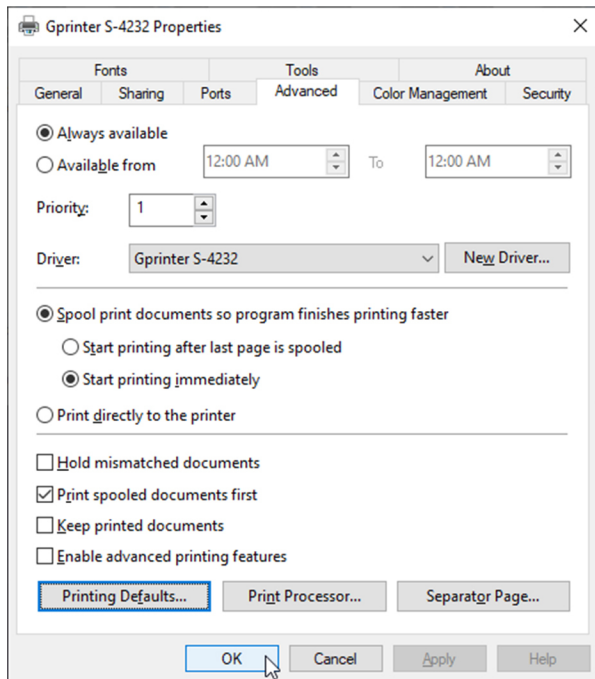 Gprinter S-4232 Properties
Fonts Tools About
General Sharing Ports Advanced Color Management Security
Always available
Available from 12:00 AM To 12:00 AM
Priority: 1
Driver: Gprinter S-4232 New Driver...
Spool print documents so program finishes printing faster
Start printing after last page is spooled
Start printing immediately
Print directly to the printer
Hold mismatched documents
Print spooled documents first
Keep printed documents
Enable advanced printing features
Printing Defaults... Print Processor... Separator Page...
OK Cancel Apply Help